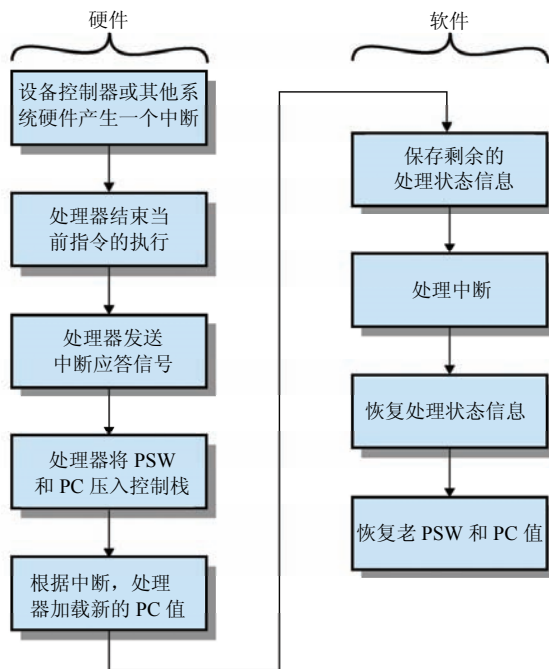 硬件
设备控制器或其他系
统硬件产生一个中断
处理器结束当
前指令的执行
处理器发送
中断应答信号
处理器将 PSW
和 PC 压入控制栈
根据中断，处理
器加载新的 PC 值
软件
保存剩余的
处理状态信息
处理中断
恢复处理状态信息
恢复老 PSW 和 PC 值